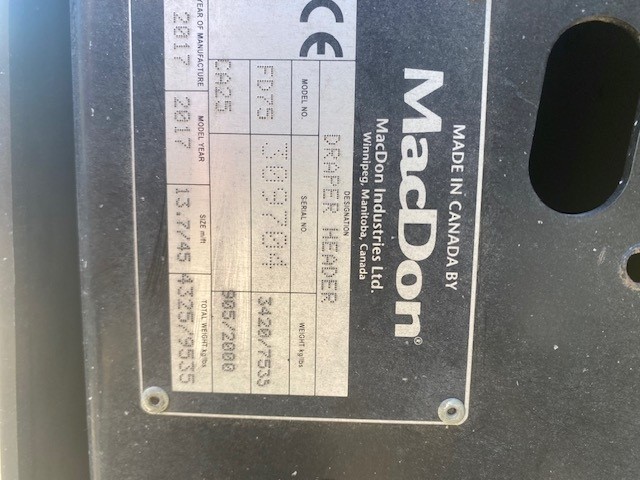 MADE IN CANADA BY
MacDon®
MacDon Industries Ltd.
Winnipeg, Manitoba, Canada
CE
DESIGNATION
DRAPER HEADER
MODEL NO. SERIAL NO. WEIGHT kg/lbs
FD75 309704 3420/7535
CA25 905/2000
YEAR OF MANUFACTURE MODEL YEAR SIZE m/ft TOTAL WEIGHT kg/lbs
2017 2017 13.7/45 4325/9535